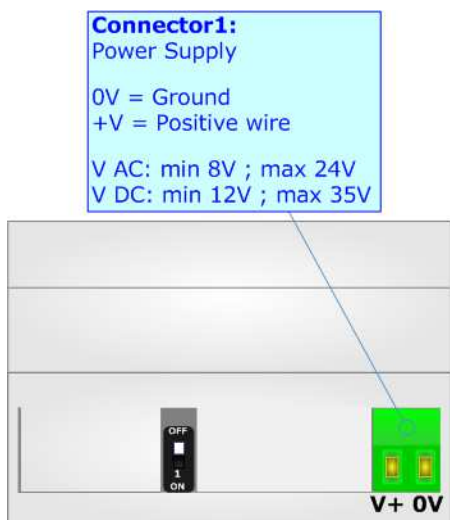 Connector1:
Power Supply
0V = Ground
+V = Positive wire
V AC: min 8V ; max 24V
V DC: min 12V ; max 35V
OFF
1
ON
V+ 0V